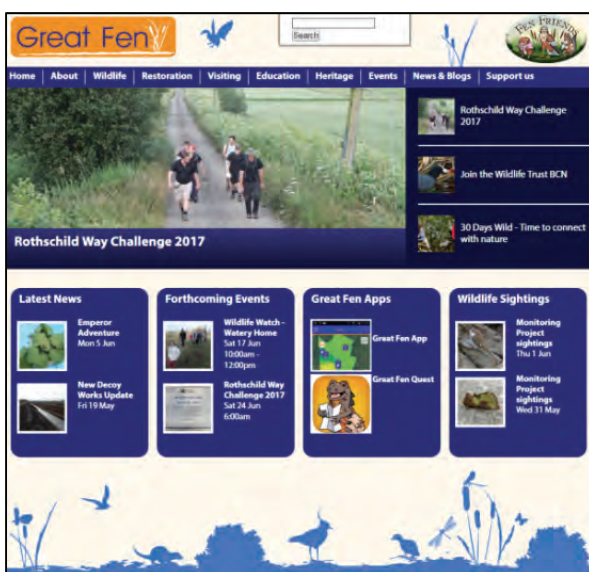 Great Fen
Search
FEN FRIENDS
Home About Wildlife Restoration Visiting Education Heritage Events News & Blogs Support us
Rothschild Way Challenge 2017
Rothschild Way Challenge
2017
Join the Wildlife Trust BCN
30 Days Wild - Time to connect
with nature
Latest News
Emperor
Adventure
Mon 5 Jun
New Decoy
Works Update
Fri 19 May
Forthcoming Events
Wildlife Watch -
Watery Home
Sat 17 Jun
10:00am -
12:00pm
Rothschild Way
Challenge 2017
Sat 24 Jun
6:00am
Great Fen Apps
Great Fen App
Great Fen Quest
Wildlife Sightings
Monitoring
Project
sightings
Thu 1 Jun
Monitoring
Project
sightings
Wed 31 May